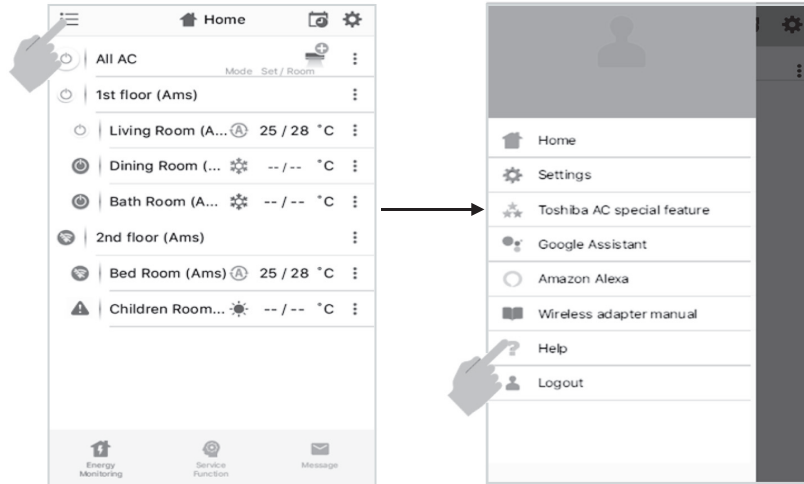 Home
All AC
Mode Set / Room
1st floor (Ams)
Living Room (A... A 25 / 28 °C
Dining Room (... -- / -- °C
Bath Room (A... -- / -- °C
2nd floor (Ams)
Bed Room (Ams) A 25 / 28 °C
Children Room... -- / -- °C
Energy Monitoring
Service Function
Message
Home
Settings
Toshiba AC special feature
Google Assistant
Amazon Alexa
Wireless adapter manual
Help
Logout